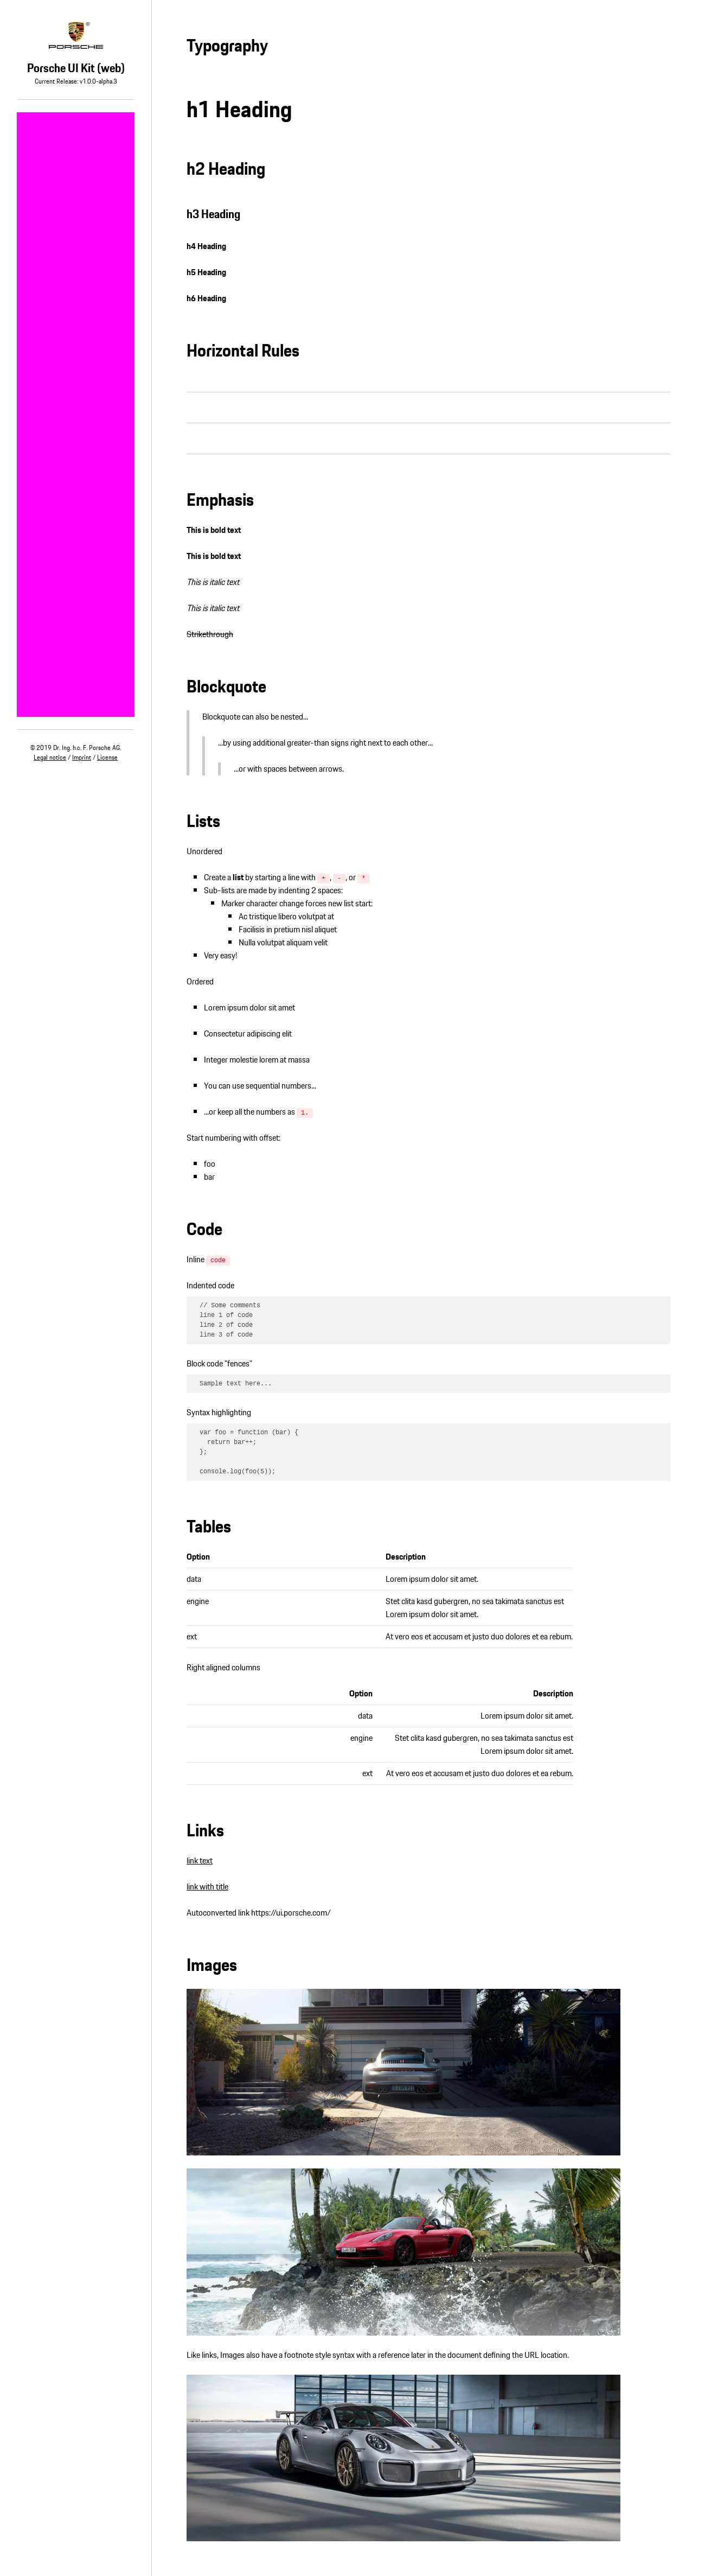 PORSCHE
Porsche UI Kit (web)
Current Release: v1.0.0-alpha.3
© 2019 Dr. Ing. h.c. F. Porsche AG.
Legal notice / Imprint / License
Typography
h1 Heading
h2 Heading
h3 Heading
h4 Heading
h5 Heading
h6 Heading
Horizontal Rules
Emphasis
This is bold text
This is bold text
This is italic text
This is italic text
Strikethrough
Blockquote
Blockquote can also be nested...
...by using additional greater-than signs right next to each other...
...or with spaces between arrows.
Lists
Unordered
Create a list by starting a line with +, -, or *
Sub-lists are made by indenting 2 spaces:
Marker character change forces new list start:
Ac tristique libero volutpat at
Facilisis in pretium nisl aliquet
Nulla volutpat aliquam velit
Very easy!
Ordered
Lorem ipsum dolor sit amet
Consectetur adipiscing elit
Integer molestie lorem at massa
You can use sequential numbers...
...or keep all the numbers as 1.
Start numbering with offset:
foo
bar
Code
Inline code
Indented code
// Some comments
line 1 of code
line 2 of code
line 3 of code
Block code "fences"
Sample text here...
Syntax highlighting
var foo = function (bar) {
return bar++;
};
console.log(foo(5));
Tables
Option Description
data Lorem ipsum dolor sit amet.
engine Stet clita kasd gubergren, no sea takimata sanctus est
Lorem ipsum dolor sit amet.
ext At vero eos et accusam et justo duo dolores et ea rebum.
Right aligned columns
Option Description
data Lorem ipsum dolor sit amet.
engine Stet clita kasd gubergren, no sea takimata sanctus est
Lorem ipsum dolor sit amet.
ext At vero eos et accusam et justo duo dolores et ea rebum.
Links
link text
link with title
Autoconverted link https://ui.porsche.com/
Images
Like links, Images also have a footnote style syntax with a reference later in the document defining the URL location.